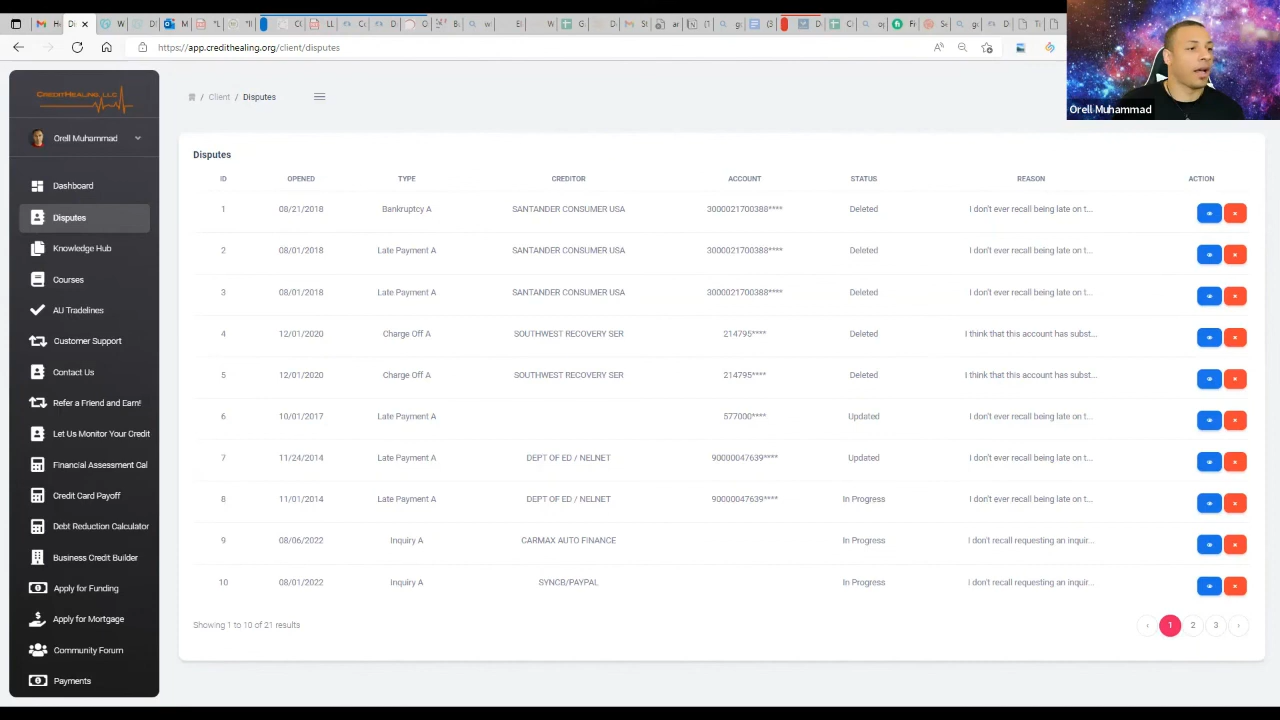 https://app.credithealing.org/client/disputes
Orell Muhammad
CREDITHEALING, LLC
Orell Muhammad
/ Client / Disputes
Dashboard
Disputes
Knowledge Hub
Courses
AU Tradelines
Customer Support
Contact Us
Refer a Friend and Earn!
Let Us Monitor Your Credit
Financial Assessment Cal
Credit Card Payoff
Debt Reduction Calculator
Business Credit Builder
Apply for Funding
Apply for Mortgage
Community Forum
Payments
Disputes
ID OPENED TYPE CREDITOR ACCOUNT STATUS REASON ACTION
1 08/21/2018 Bankruptcy A SANTANDER CONSUMER USA 3000021700388**** Deleted I don't ever recall being late on t...
2 08/01/2018 Late Payment A SANTANDER CONSUMER USA 3000021700388**** Deleted I don't ever recall being late on t...
3 08/01/2018 Late Payment A SANTANDER CONSUMER USA 3000021700388**** Deleted I don't ever recall being late on t...
4 12/01/2020 Charge Off A SOUTHWEST RECOVERY SER 214795**** Deleted I think that this account has subst...
5 12/01/2020 Charge Off A SOUTHWEST RECOVERY SER 214795**** Deleted I think that this account has subst...
6 10/01/2017 Late Payment A 577000**** Updated I don't ever recall being late on t...
7 11/24/2014 Late Payment A DEPT OF ED / NELNET 90000047639**** Updated I don't ever recall being late on t...
8 11/01/2014 Late Payment A DEPT OF ED / NELNET 90000047639**** In Progress I don't ever recall being late on t...
9 08/06/2022 Inquiry A CARMAX AUTO FINANCE In Progress I don't recall requesting an inquir...
10 08/01/2022 Inquiry A SYNCB/PAYPAL In Progress I don't recall requesting an inquir...
Showing 1 to 10 of 21 results
‹ 1 2 3 ›